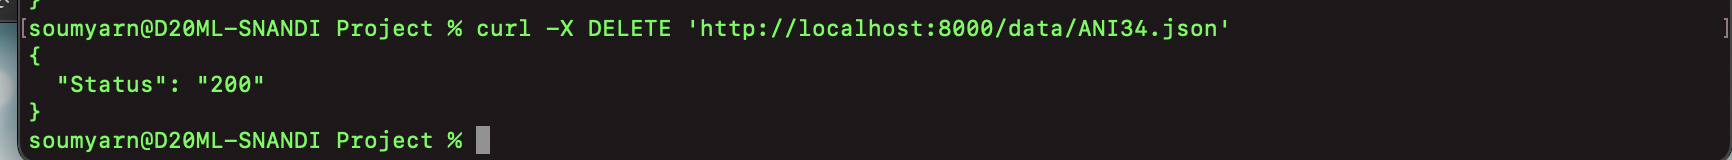 }
[soumyarn@D20ML-SNANDI Project % curl -X DELETE 'http://localhost:8000/data/ANI34.json' ]
{
  "Status": "200"
}
soumyarn@D20ML-SNANDI Project %